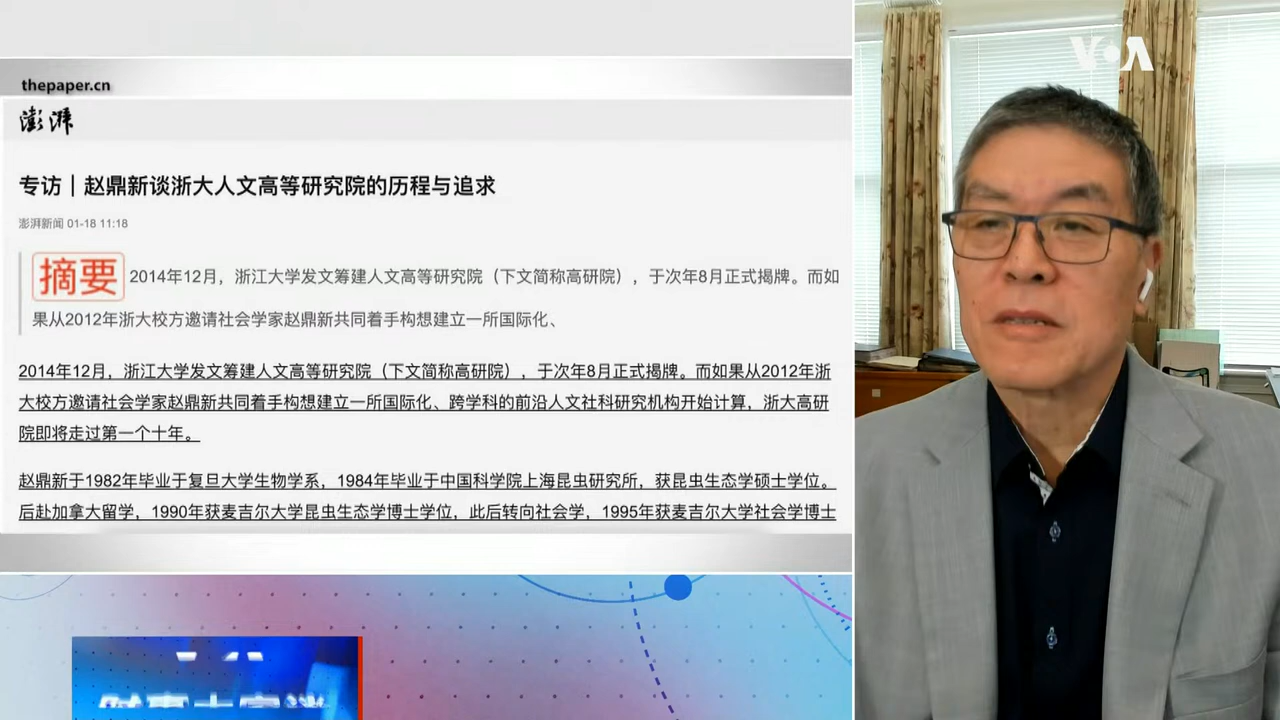 thepaper.cn
澎湃
专访｜赵鼎新谈浙大人文高等研究院的历程与追求
澎湃新闻 01-18 11:18
摘要 2014年12月，浙江大学发文筹建人文高等研究院（下文简称高研院），于次年8月正式揭牌。而如
果从2012年浙大校方邀请社会学家赵鼎新共同着手构想建立一所国际化、
2014年12月，浙江大学发文筹建人文高等研究院（下文简称高研院），于次年8月正式揭牌。而如果从2012年浙
大校方邀请社会学家赵鼎新共同着手构想建立一所国际化、跨学科的前沿人文社科研究机构开始计算，浙大高研
院即将走过第一个十年。
赵鼎新于1982年毕业于复旦大学生物学系，1984年毕业于中国科学院上海昆虫研究所，获昆虫生态学硕士学位。
后赴加拿大留学，1990年获麦吉尔大学昆虫生态学博士学位，此后转向社会学，1995年获麦吉尔大学社会学博士
VOA